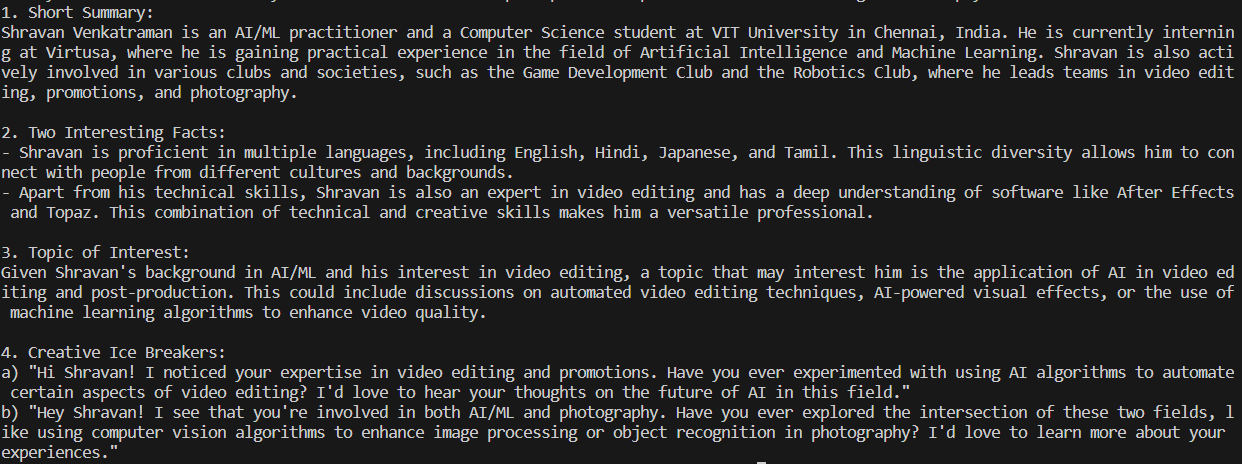 1. Short Summary:
Shravan Venkatraman is an AI/ML practitioner and a Computer Science student at VIT University in Chennai, India. He is currently internin
g at Virtusa, where he is gaining practical experience in the field of Artificial Intelligence and Machine Learning. Shravan is also acti
vely involved in various clubs and societies, such as the Game Development Club and the Robotics Club, where he leads teams in video edit
ing, promotions, and photography.

2. Two Interesting Facts:
- Shravan is proficient in multiple languages, including English, Hindi, Japanese, and Tamil. This linguistic diversity allows him to con
nect with people from different cultures and backgrounds.
- Apart from his technical skills, Shravan is also an expert in video editing and has a deep understanding of software like After Effects
 and Topaz. This combination of technical and creative skills makes him a versatile professional.

3. Topic of Interest:
Given Shravan's background in AI/ML and his interest in video editing, a topic that may interest him is the application of AI in video ed
iting and post-production. This could include discussions on automated video editing techniques, AI-powered visual effects, or the use of
 machine learning algorithms to enhance video quality.

4. Creative Ice Breakers:
a) "Hi Shravan! I noticed your expertise in video editing and promotions. Have you ever experimented with using AI algorithms to automate
 certain aspects of video editing? I'd love to hear your thoughts on the future of AI in this field."
b) "Hey Shravan! I see that you're involved in both AI/ML and photography. Have you ever explored the intersection of these two fields, l
ike using computer vision algorithms to enhance image processing or object recognition in photography? I'd love to learn more about your
experiences."